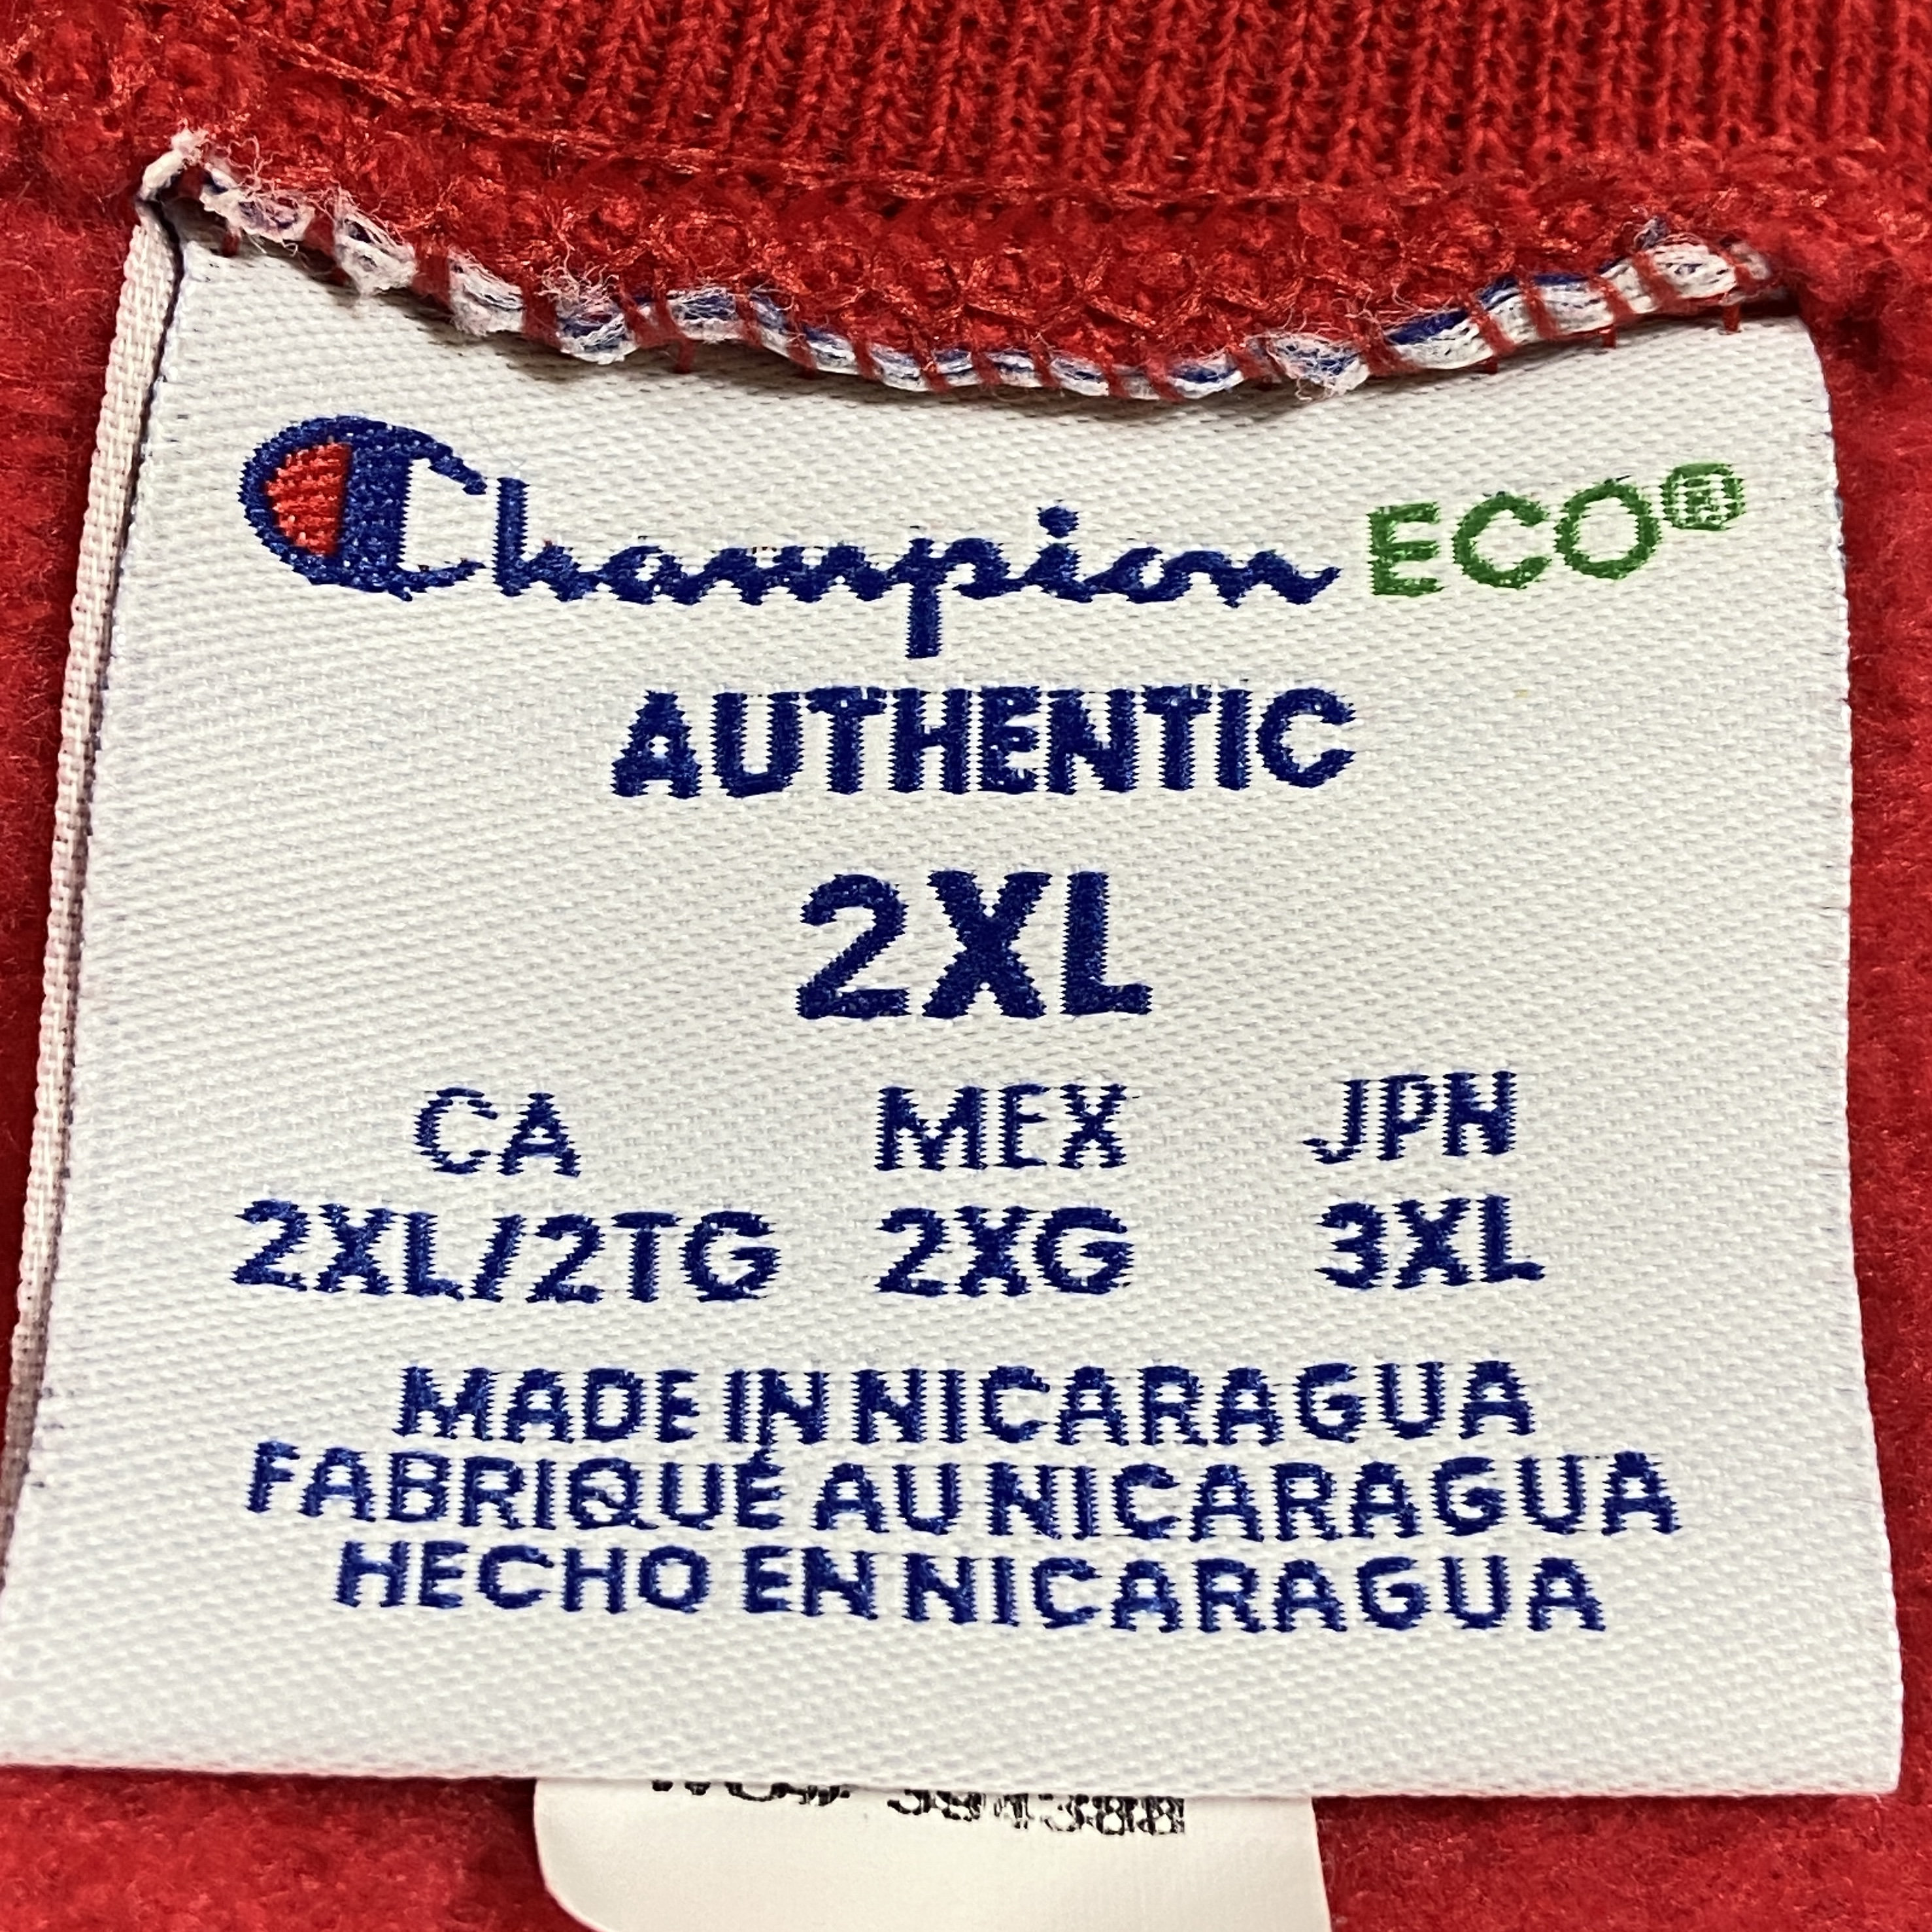 Champion ECO®
AUTHENTIC
2XL
CA MEX JPN
2XL/2TG 2XG 3XL
MADE IN NICARAGUA
FABRIQUÉ AU NICARAGUA
HECHO EN NICARAGUA